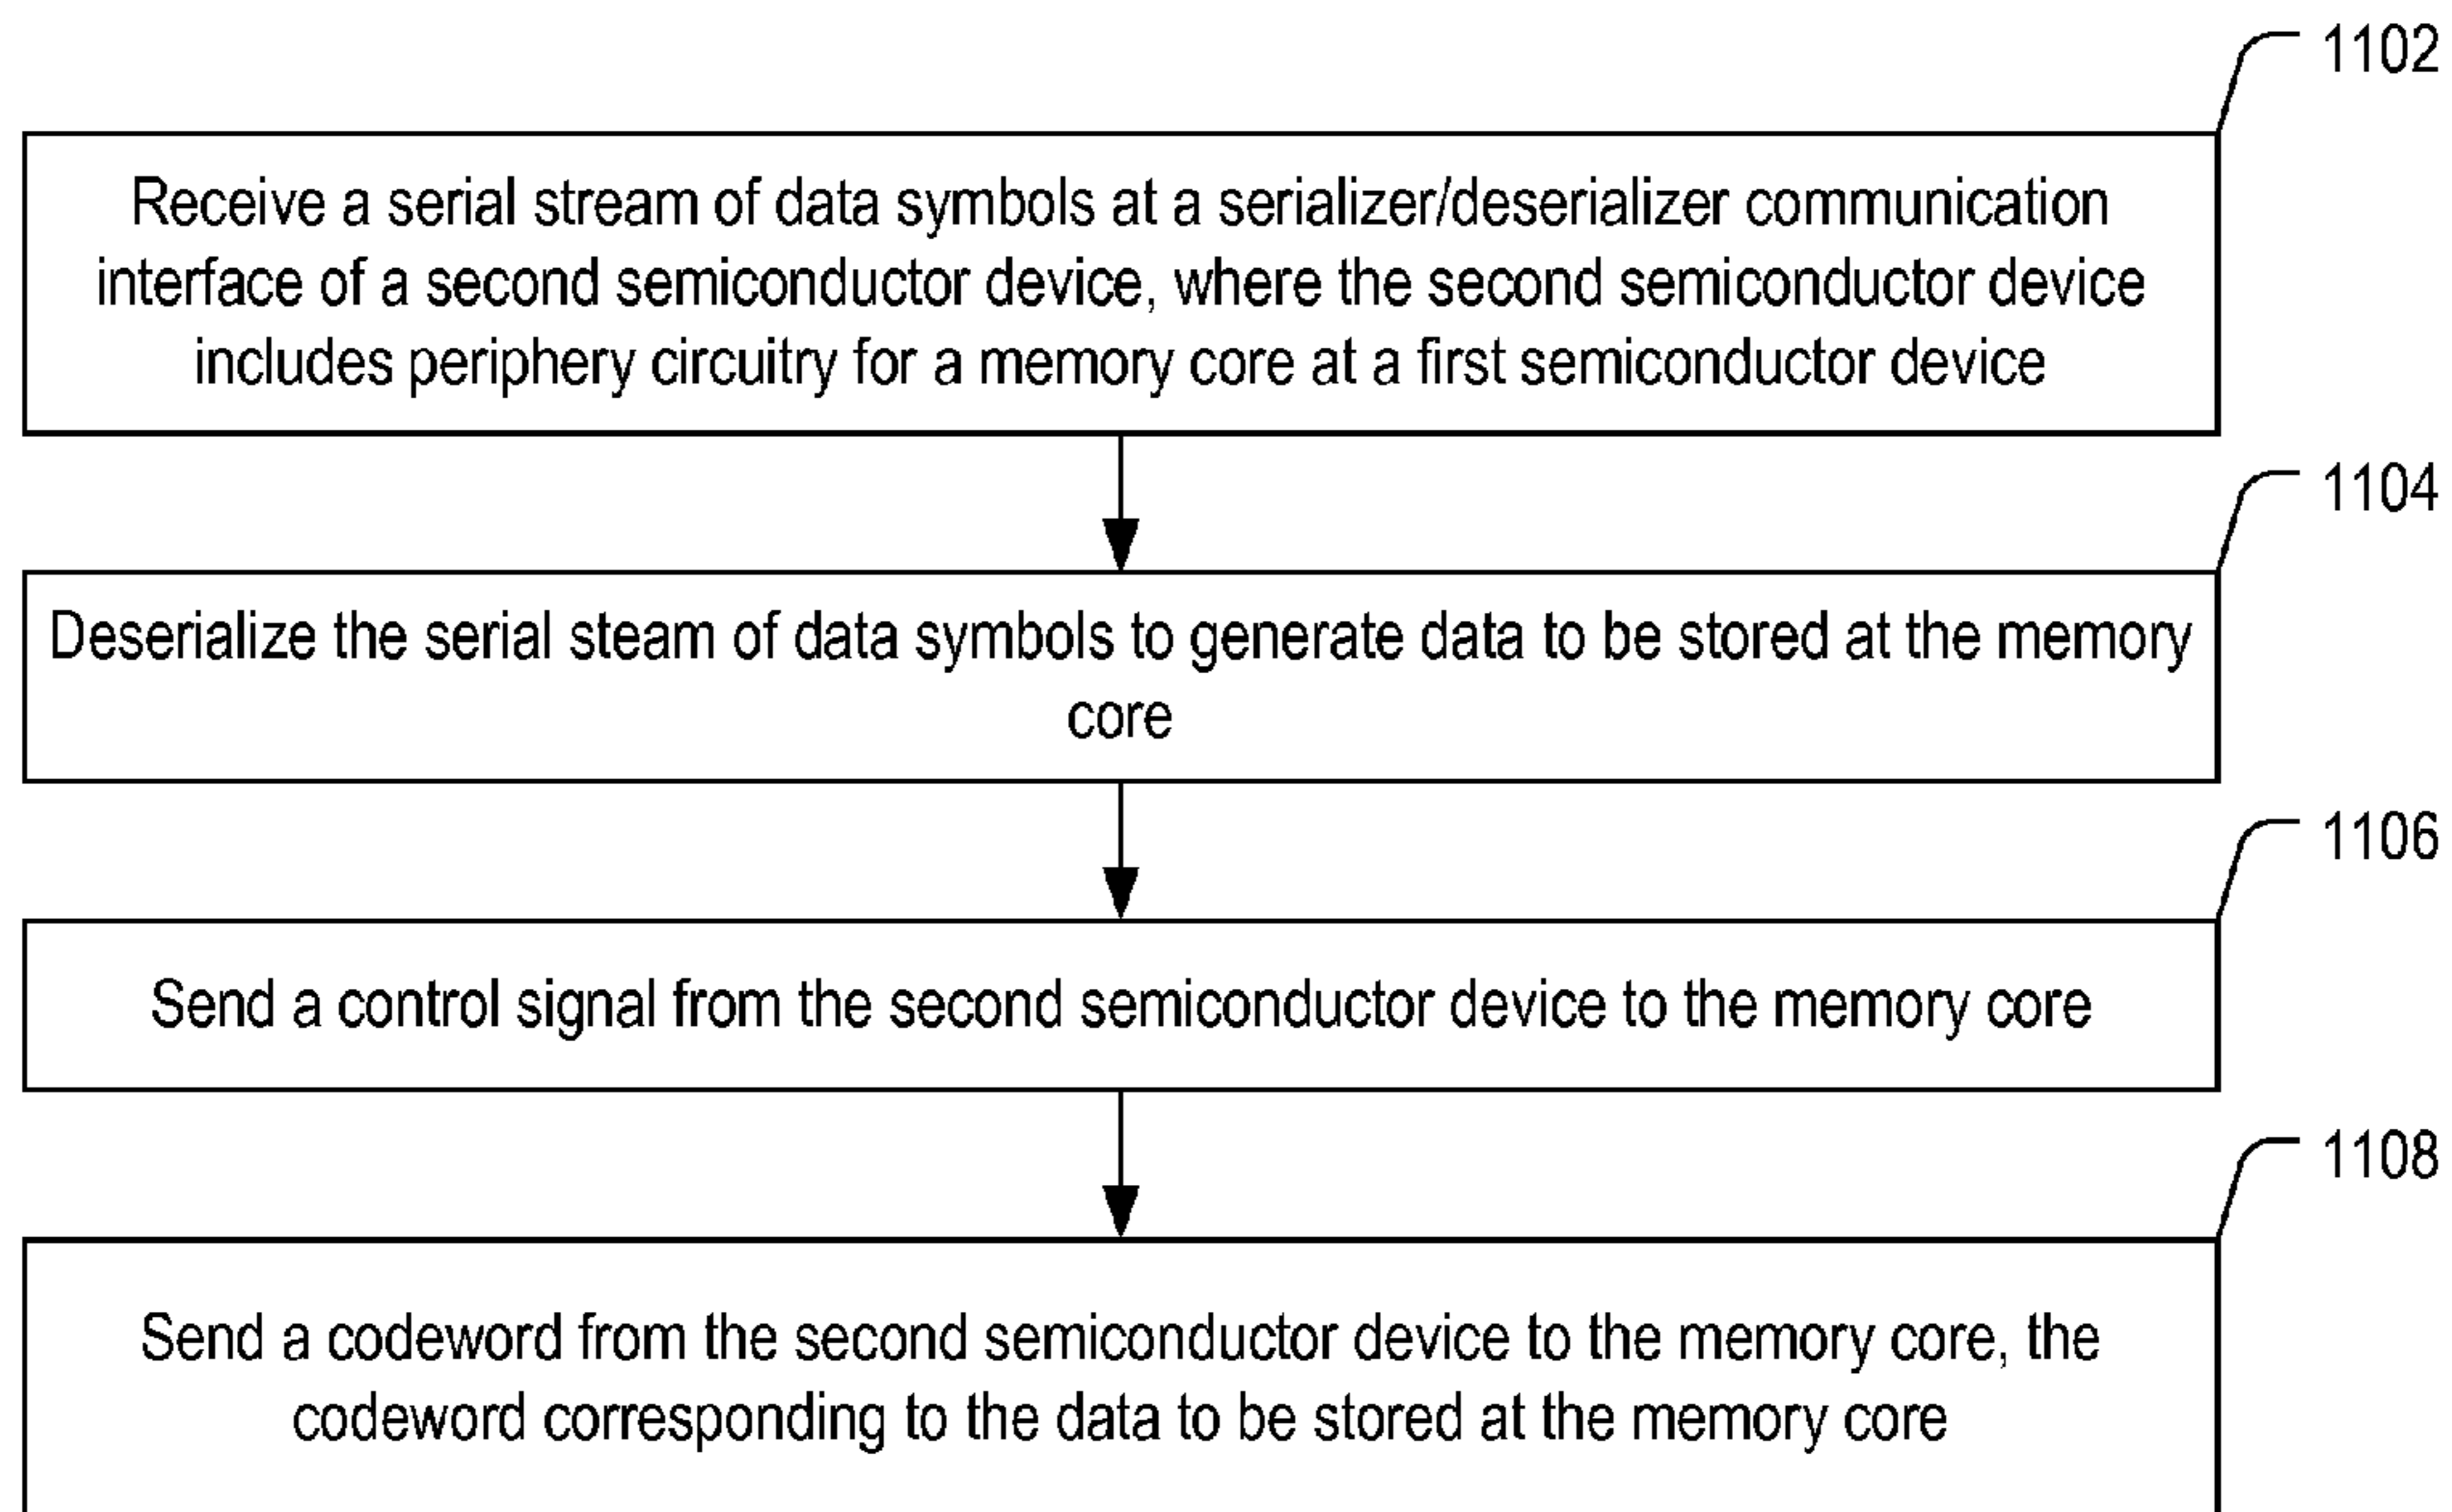 1102
Receive a serial stream of data symbols at a serializer/deserializer communication
interface of a second semiconductor device, where the second semiconductor device
includes periphery circuitry for a memory core at a first semiconductor device
1104
Deserialize the serial steam of data symbols to generate data to be stored at the memory
core
1106
Send a control signal from the second semiconductor device to the memory core
1108
Send a codeword from the second semiconductor device to the memory core, the
codeword corresponding to the data to be stored at the memory core